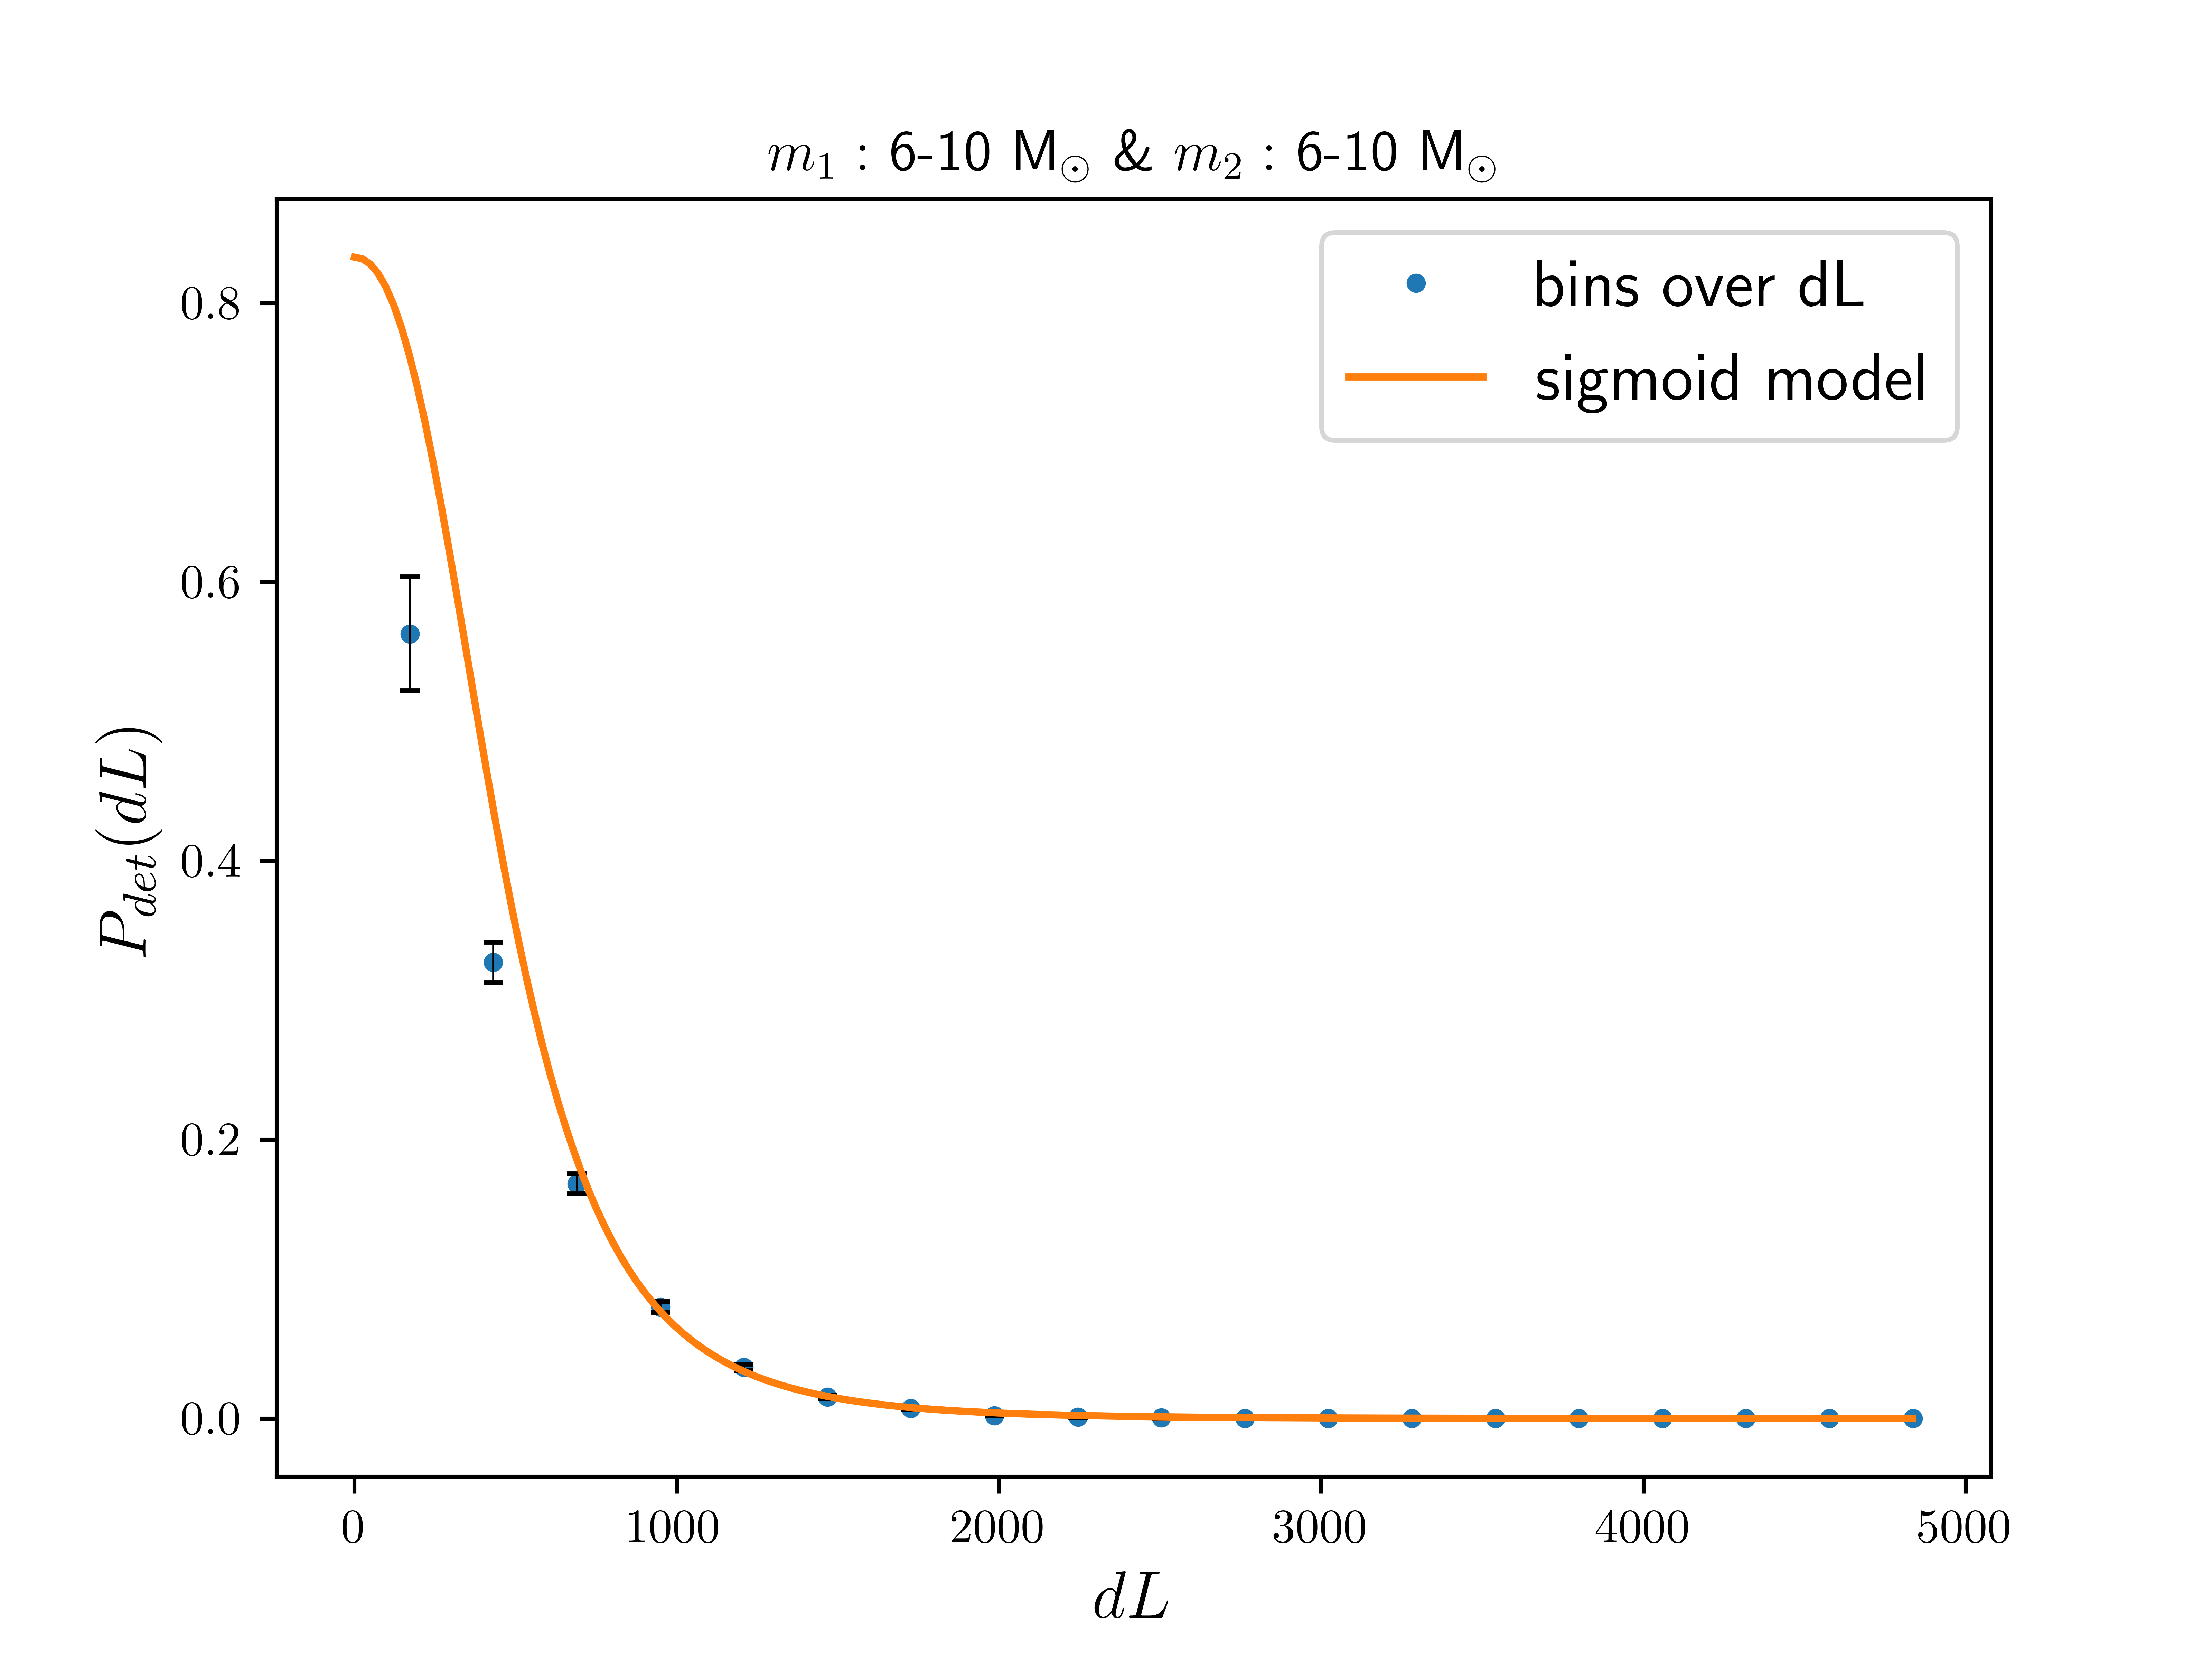 m₁ : 6-10 M☉ & m₂ : 6-10 M☉
bins over dL
sigmoid model
P_det(dL)
0.8
0.6
0.4
0.2
0.0
0 1000 2000 3000 4000 5000
dL